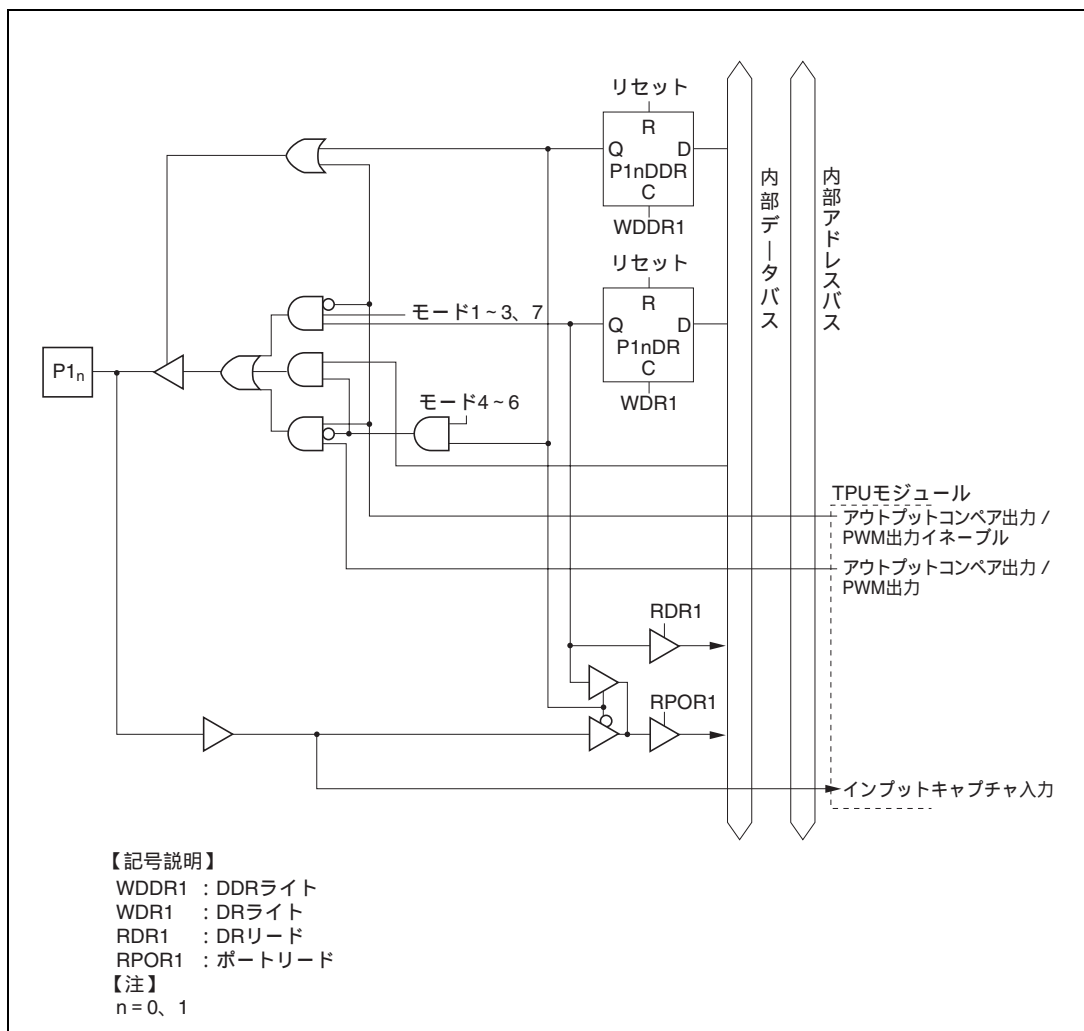 リセット
R
Q D
P1nDDR
C
WDDR1
リセット
R
Q D
P1nDR
C
WDR1
内部データバス
内部アドレスバス
モード1~3、7
P1n
モード4~6
TPUモジュール
アウトプットコンペア出力 /
PWM出力イネーブル
アウトプットコンペア出力 /
PWM出力
RDR1
RPOR1
インプットキャプチャ入力
【記号説明】
WDDR1 : DDRライト
WDR1 : DRライト
RDR1 : DRリード
RPOR1 : ポートリード
【注】
n = 0、1